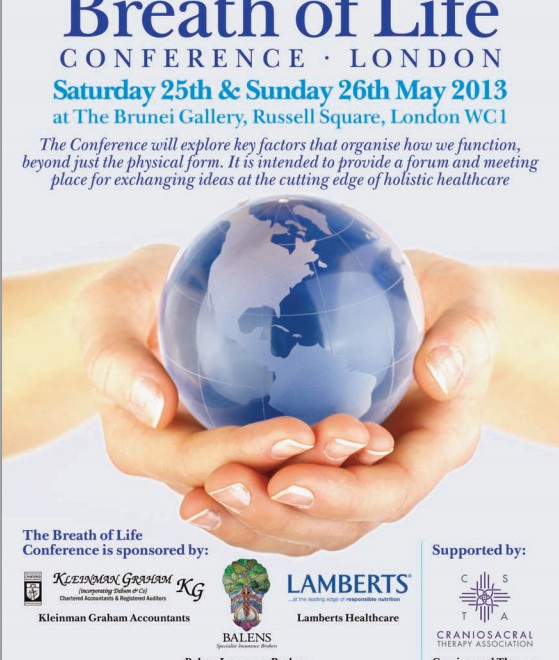 Breath of Life
CONFERENCE · LONDON
Saturday 25th & Sunday 26th May 2013
at The Brunei Gallery, Russell Square, London WC1
The Conference will explore key factors that organise how we function,
beyond just the physical form. It is intended to provide a forum and meeting
place for exchanging ideas at the cutting edge of holistic healthcare
The Breath of Life
Conference is sponsored by:
KLEINMAN GRAHAM
(incorporating Debson & Co)
Chartered Accountants & Registered Auditors
KG
Kleinman Graham Accountants
BALENS
Specialist Insurance Brokers
LAMBERTS®
...at the leading edge of responsible nutrition
Lamberts Healthcare
Supported by:
C S
T A
CRANIOSACRAL
THERAPY ASSOCIATION